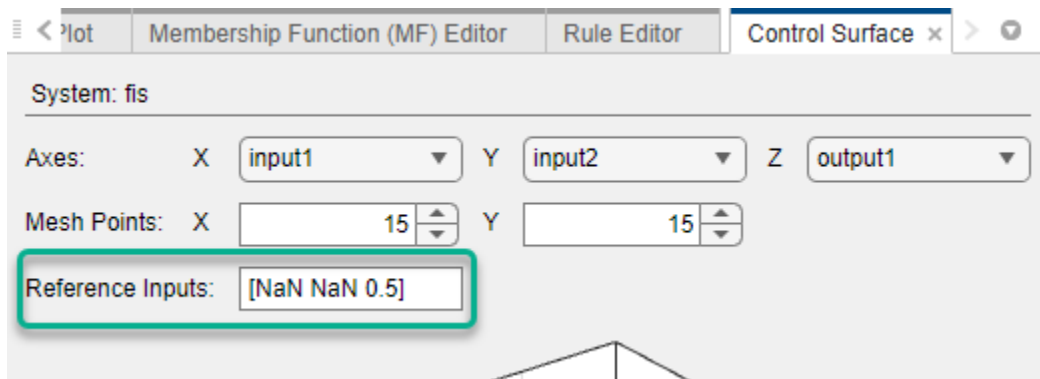 Plot Membership Function (MF) Editor Rule Editor Control Surface ×
System: fis
Axes: X input1 Y input2 Z output1
Mesh Points: X 15 Y 15
Reference Inputs: [NaN NaN 0.5]